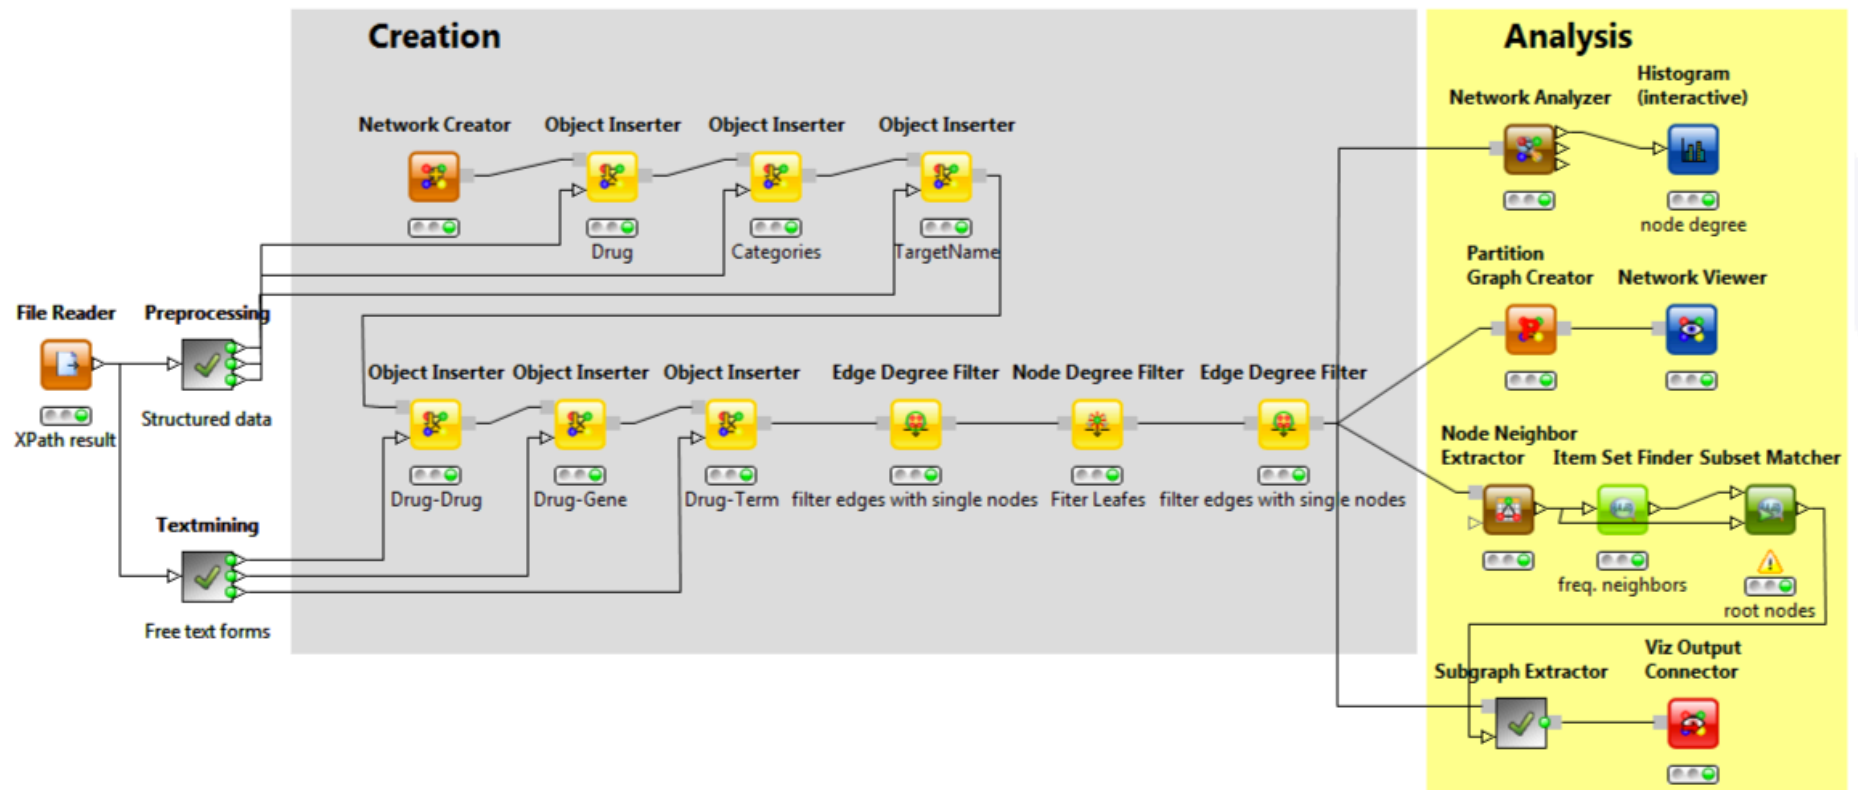 Creation
Analysis
Histogram
(interactive)
Network Analyzer
Network Creator
Object Inserter
Object Inserter
Object Inserter
node degree
Drug
Categories
TargetName
Partition
Graph Creator
Network Viewer
File Reader
Preprocessing
Object Inserter
Object Inserter
Object Inserter
Edge Degree Filter
Node Degree Filter
Edge Degree Filter
Structured data
XPath result
Node Neighbor
Extractor
Item Set Finder
Subset Matcher
Drug-Drug
Drug-Gene
Drug-Term
filter edges with single nodes
Fiter Leafes
filter edges with single nodes
Textmining
freq. neighbors
root nodes
Free text forms
Viz Output
Connector
Subgraph Extractor